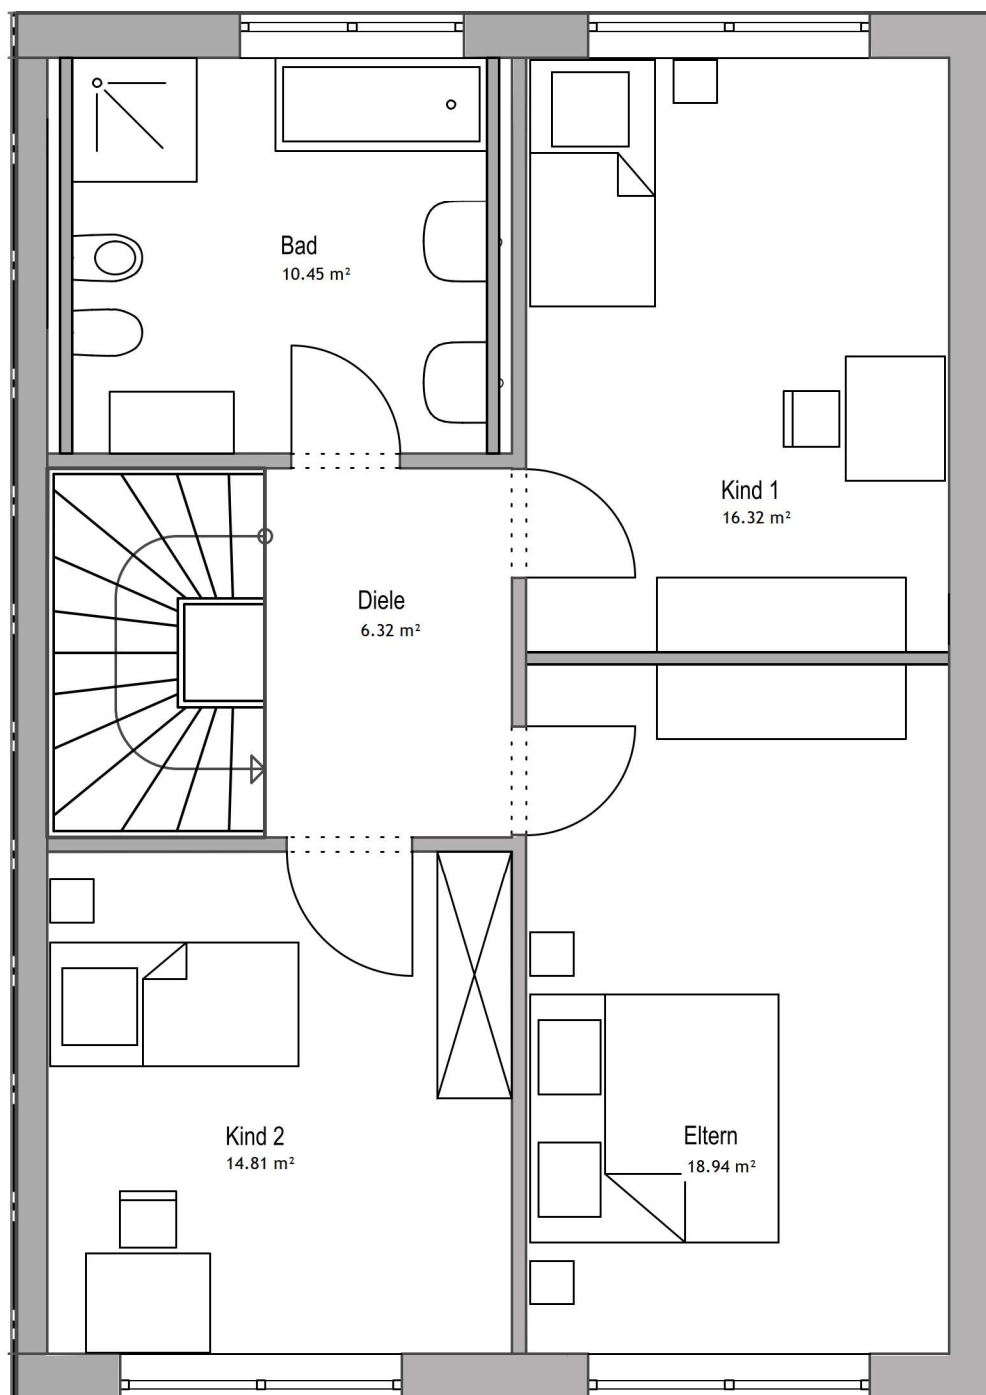 Bad
10.45 m²
Kind 1
16.32 m²
Diele
6.32 m²
Kind 2
14.81 m²
Eltern
18.94 m²